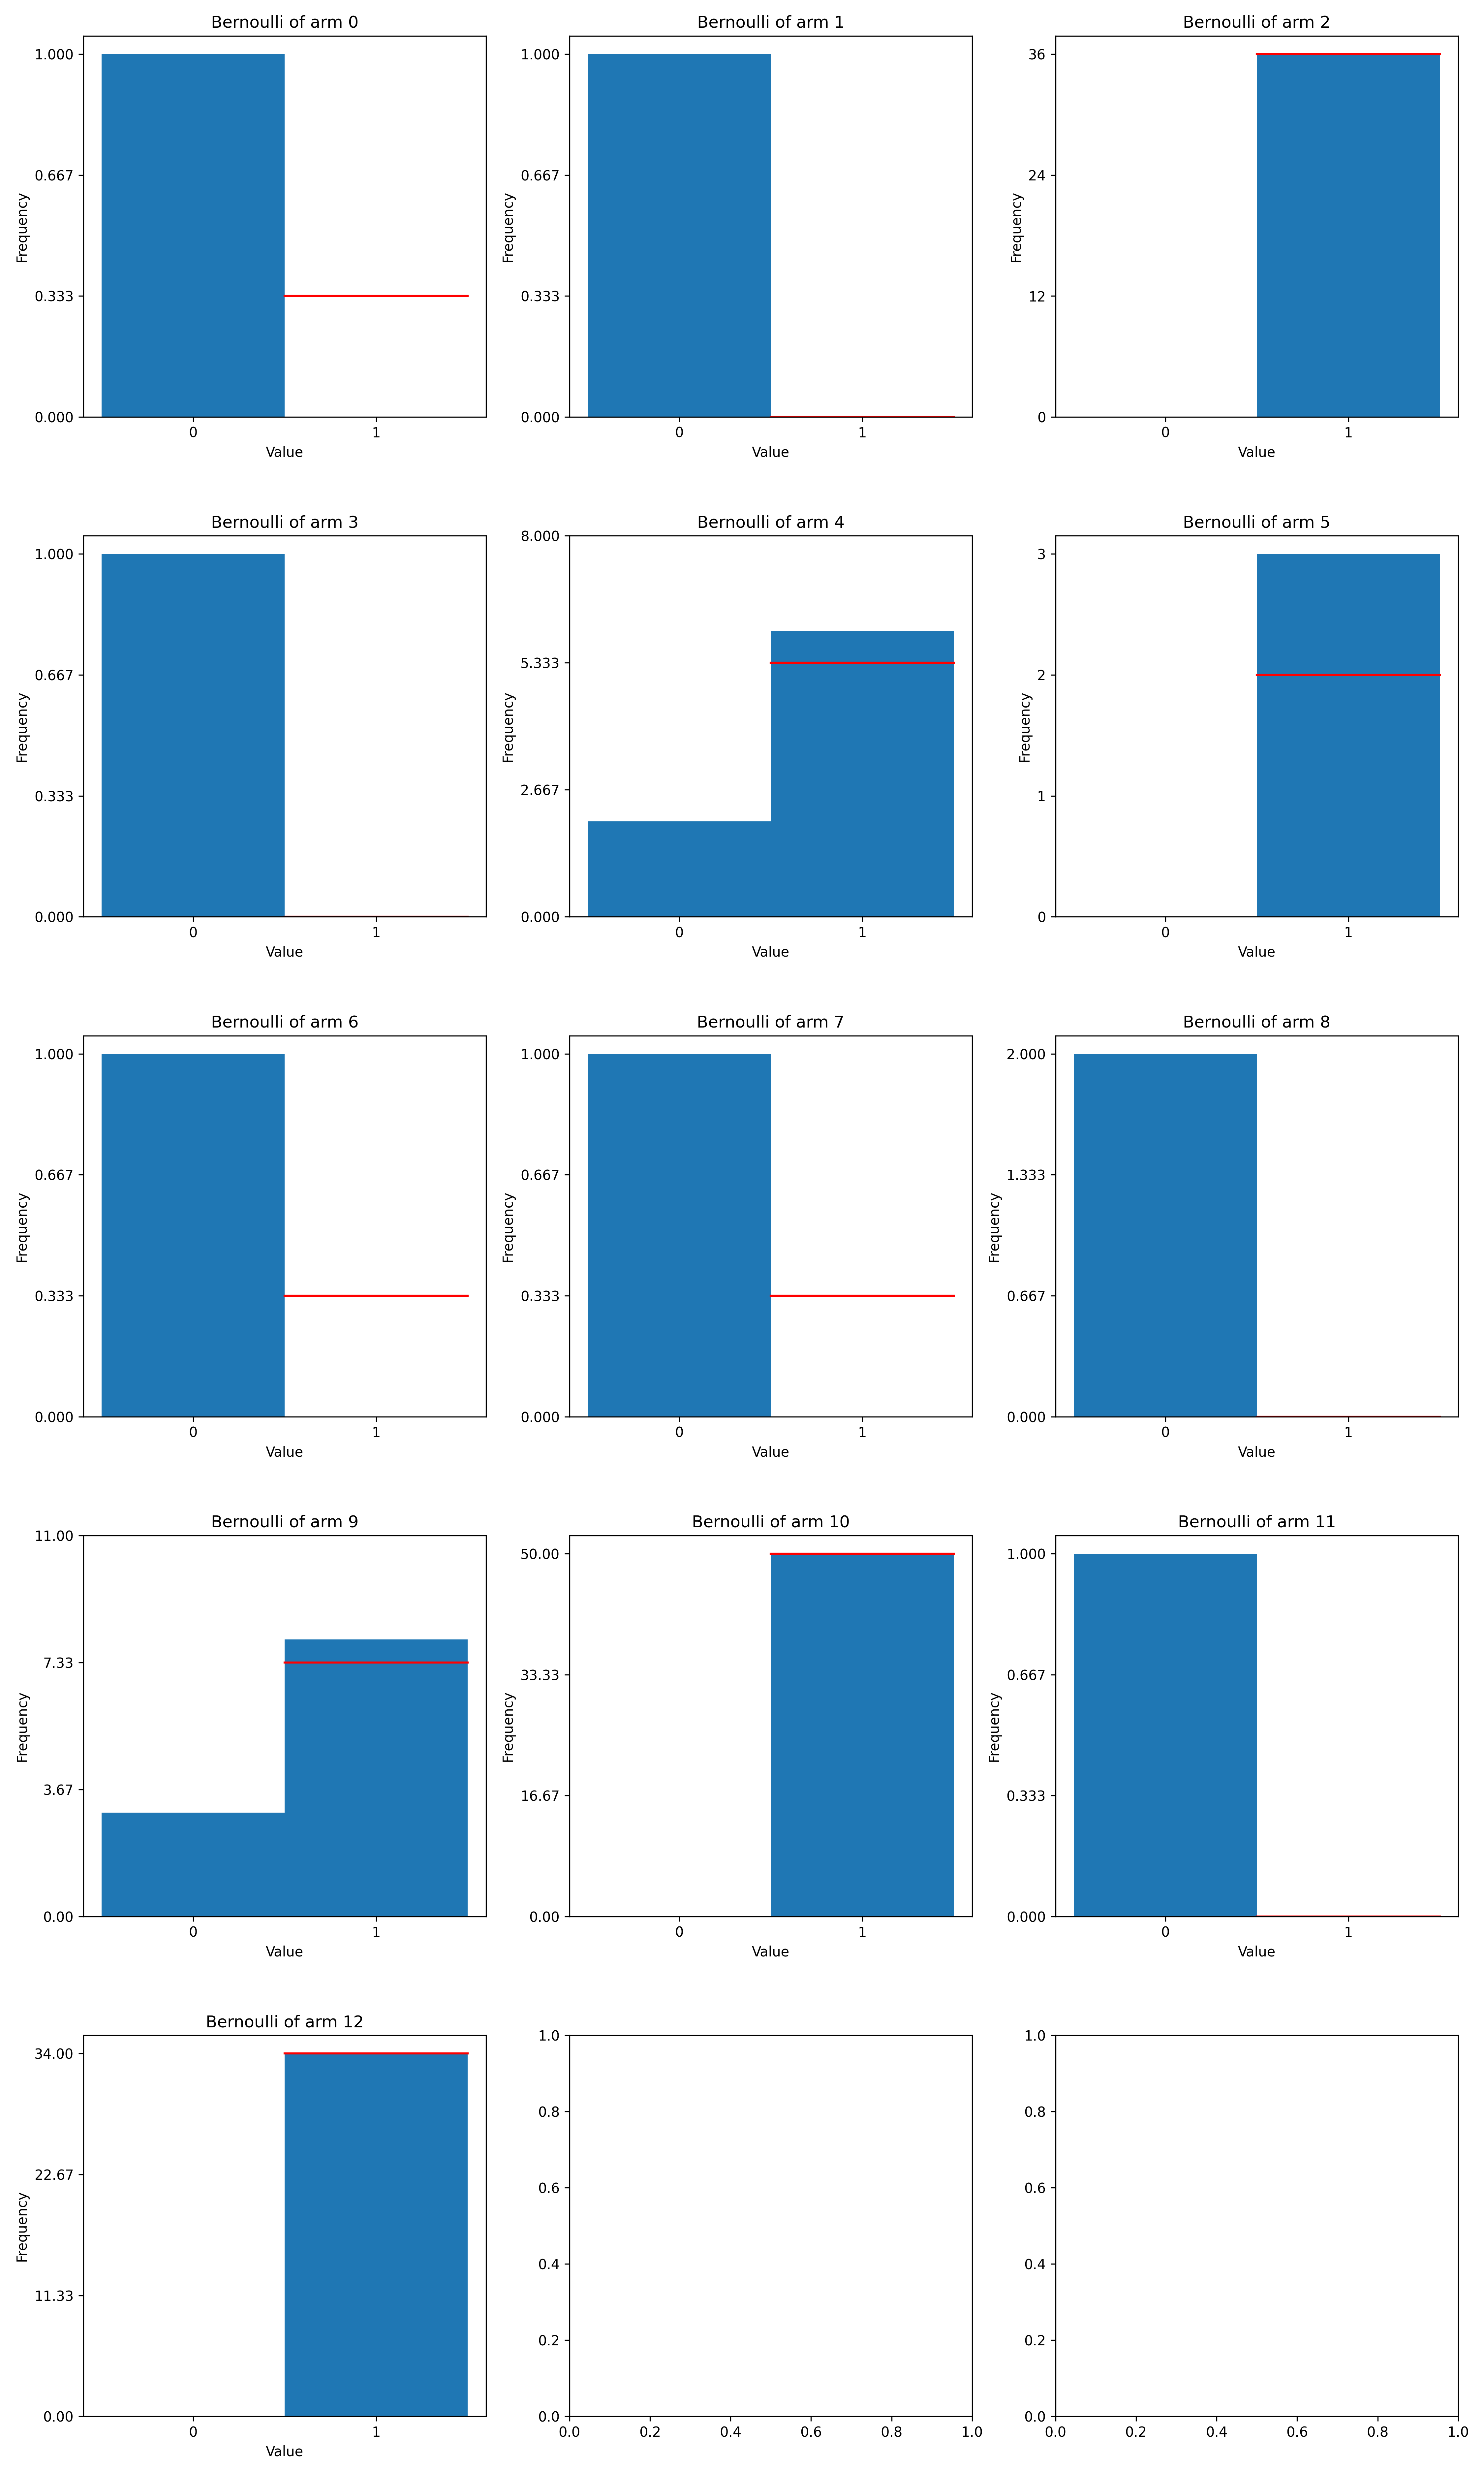 Bernoulli of arm 0
1.000
0.667
0.333
0.000
Frequency
0 1
Value
Bernoulli of arm 1
1.000
0.667
0.333
0.000
Frequency
0 1
Value
Bernoulli of arm 2
36
24
12
0
Frequency
0 1
Value
Bernoulli of arm 3
1.000
0.667
0.333
0.000
Frequency
0 1
Value
Bernoulli of arm 4
8.000
5.333
2.667
0.000
Frequency
0 1
Value
Bernoulli of arm 5
3
2
1
0
Frequency
0 1
Value
Bernoulli of arm 6
1.000
0.667
0.333
0.000
Frequency
0 1
Value
Bernoulli of arm 7
1.000
0.667
0.333
0.000
Frequency
0 1
Value
Bernoulli of arm 8
2.000
1.333
0.667
0.000
Frequency
0 1
Value
Bernoulli of arm 9
11.00
7.33
3.67
0.00
Frequency
0 1
Value
Bernoulli of arm 10
50.00
33.33
16.67
0.00
Frequency
0 1
Value
Bernoulli of arm 11
1.000
0.667
0.333
0.000
Frequency
0 1
Value
Bernoulli of arm 12
34.00
22.67
11.33
0.00
Frequency
0 1
Value
1.0
0.8
0.6
0.4
0.2
0.0
0.0 0.2 0.4 0.6 0.8 1.0
1.0
0.8
0.6
0.4
0.2
0.0
0.0 0.2 0.4 0.6 0.8 1.0